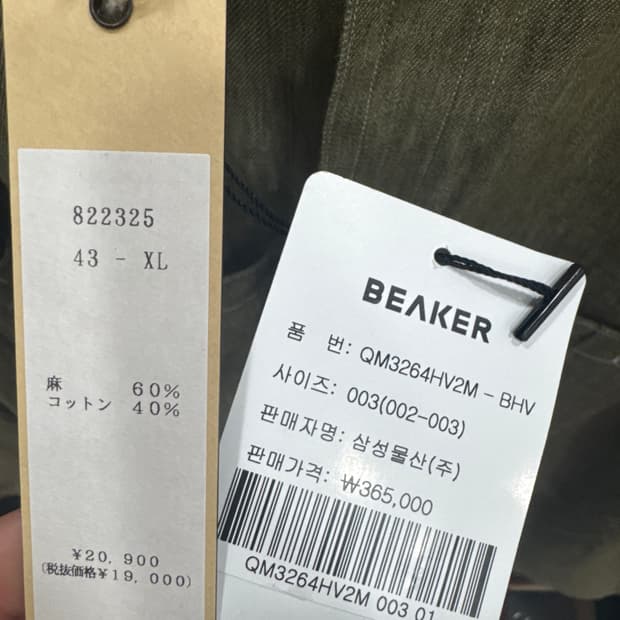 822325
43 - XL
麻 60%
コットン 40%
¥20,900
(税抜価格¥19,000)
BEAKER
품 번: QM3264HV2M - BHV
사이즈: 003(002-003)
판매자명: 삼성물산(주)
판매가격: ₩365,000
QM3264HV2M 003 01